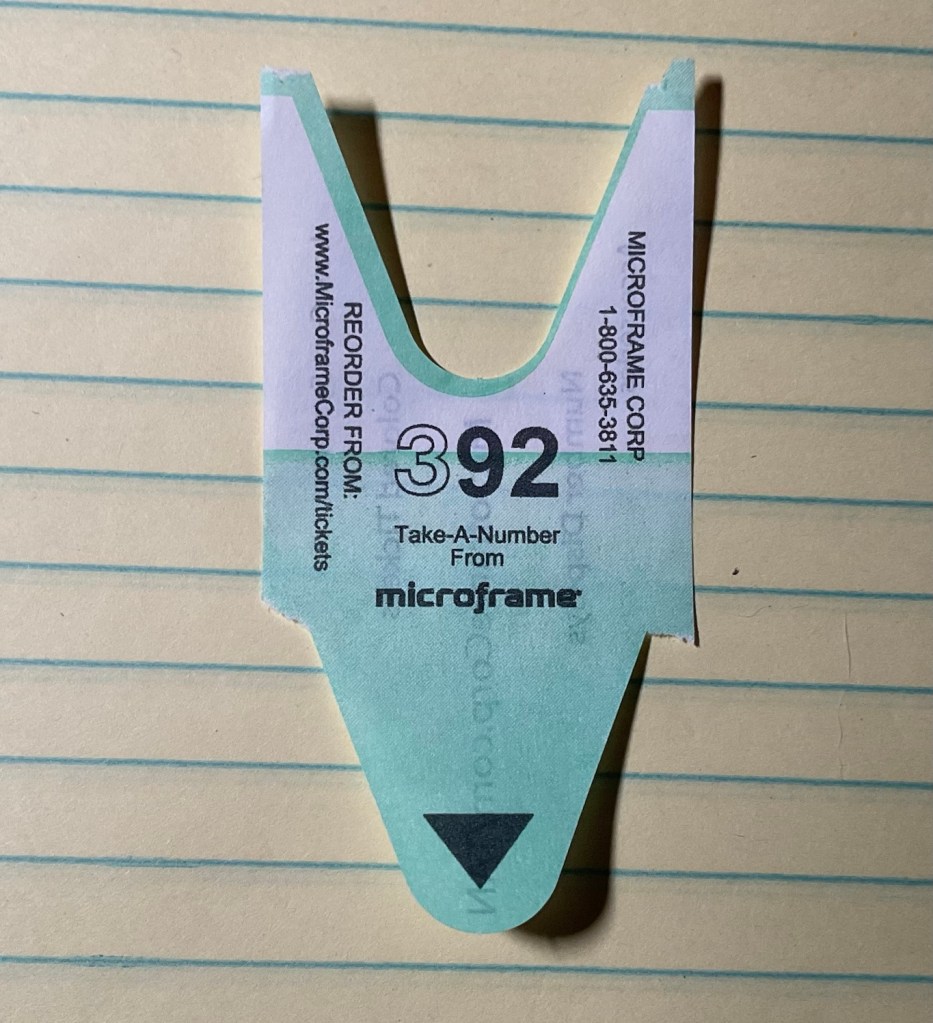 392
Take-A-Number
From
microframe
REORDER FROM:
www.MicroframeCorp.com/tickets
MICROFRAME CORP
1-800-635-3811